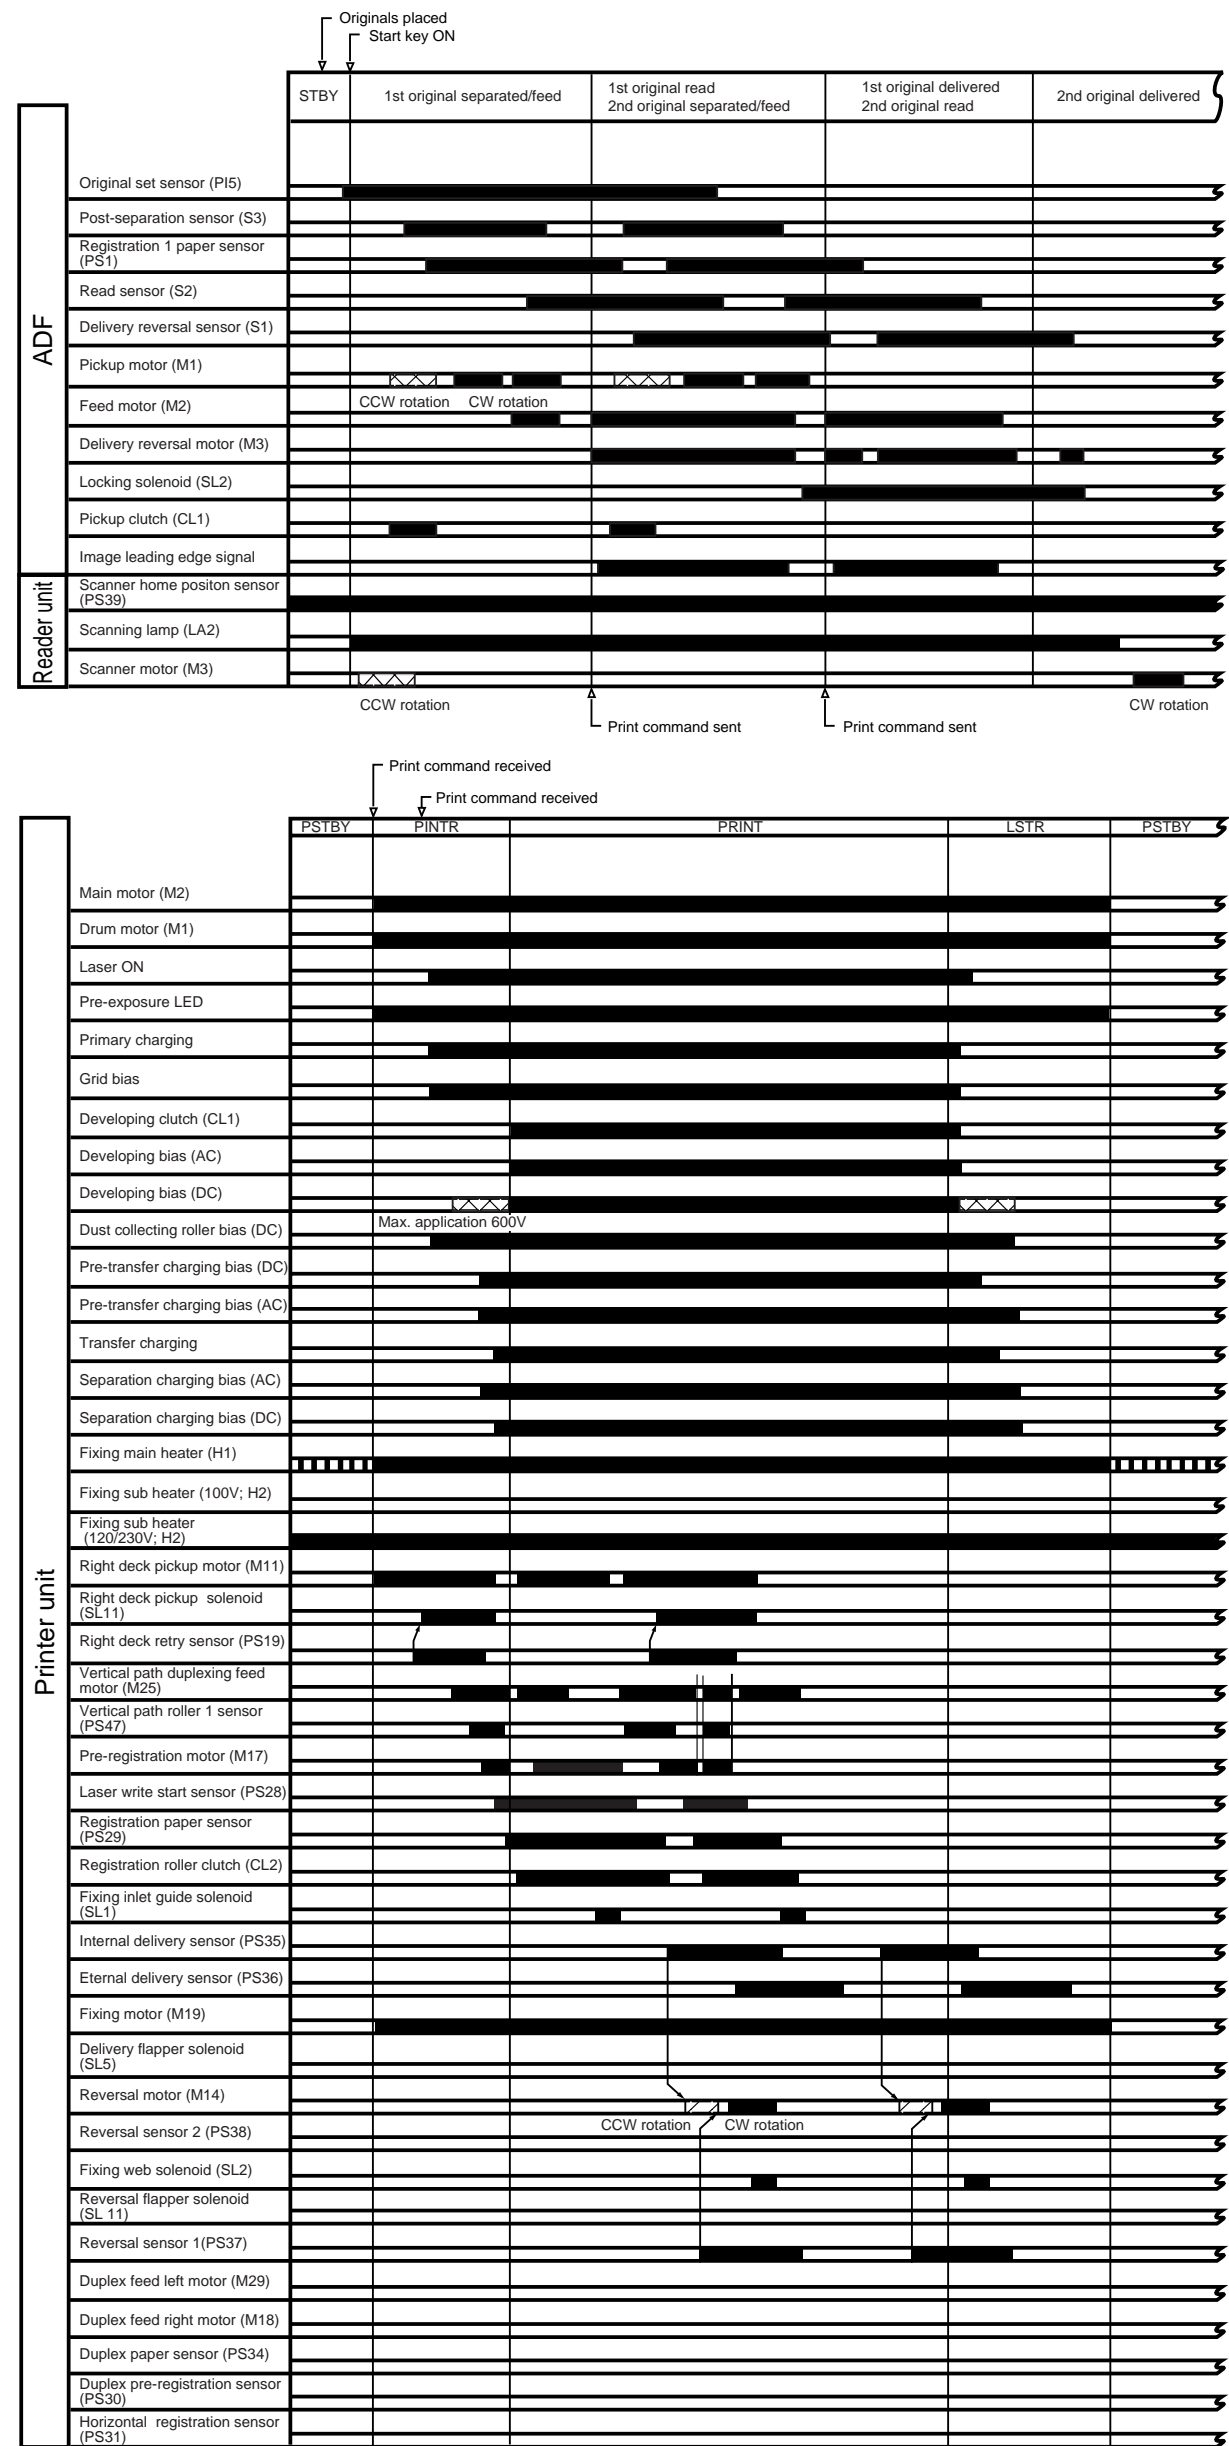 Originals placed
Start key ON
STBY
1st original separated/feed
1st original read
2nd original separated/feed
1st original delivered
2nd original read
2nd original delivered
ADF
Original set sensor (PI5)
Post-separation sensor (S3)
Registration 1 paper sensor
(PS1)
Read sensor (S2)
Delivery reversal sensor (S1)
Pickup motor (M1)
CCW rotation
CW rotation
Feed motor (M2)
Delivery reversal motor (M3)
Locking solenoid (SL2)
Pickup clutch (CL1)
Image leading edge signal
Reader unit
Scanner home positon sensor
(PS39)
Scanning lamp (LA2)
Scanner motor (M3)
CCW rotation
CW rotation
Print command sent
Print command sent
Print command received
Print command received
PSTBY
PINTR
PRINT
LSTR
PSTBY
Printer unit
Main motor (M2)
Drum motor (M1)
Laser ON
Pre-exposure LED
Primary charging
Grid bias
Developing clutch (CL1)
Developing bias (AC)
Developing bias (DC)
Max. application 600V
Dust collecting roller bias (DC)
Pre-transfer charging bias (DC)
Pre-transfer charging bias (AC)
Transfer charging
Separation charging bias (AC)
Separation charging bias (DC)
Fixing main heater (H1)
Fixing sub heater (100V; H2)
Fixing sub heater
(120/230V; H2)
Right deck pickup motor (M11)
Right deck pickup solenoid
(SL11)
Right deck retry sensor (PS19)
Vertical path duplexing feed
motor (M25)
Vertical path roller 1 sensor
(PS47)
Pre-registration motor (M17)
Laser write start sensor (PS28)
Registration paper sensor
(PS29)
Registration roller clutch (CL2)
Fixing inlet guide solenoid
(SL1)
Internal delivery sensor (PS35)
Eternal delivery sensor (PS36)
Fixing motor (M19)
Delivery flapper solenoid
(SL5)
Reversal motor (M14)
CCW rotation
CW rotation
Reversal sensor 2 (PS38)
Fixing web solenoid (SL2)
Reversal flapper solenoid
(SL 11)
Reversal sensor 1(PS37)
Duplex feed left motor (M29)
Duplex feed right motor (M18)
Duplex paper sensor (PS34)
Duplex pre-registration sensor
(PS30)
Horizontal registration sensor
(PS31)